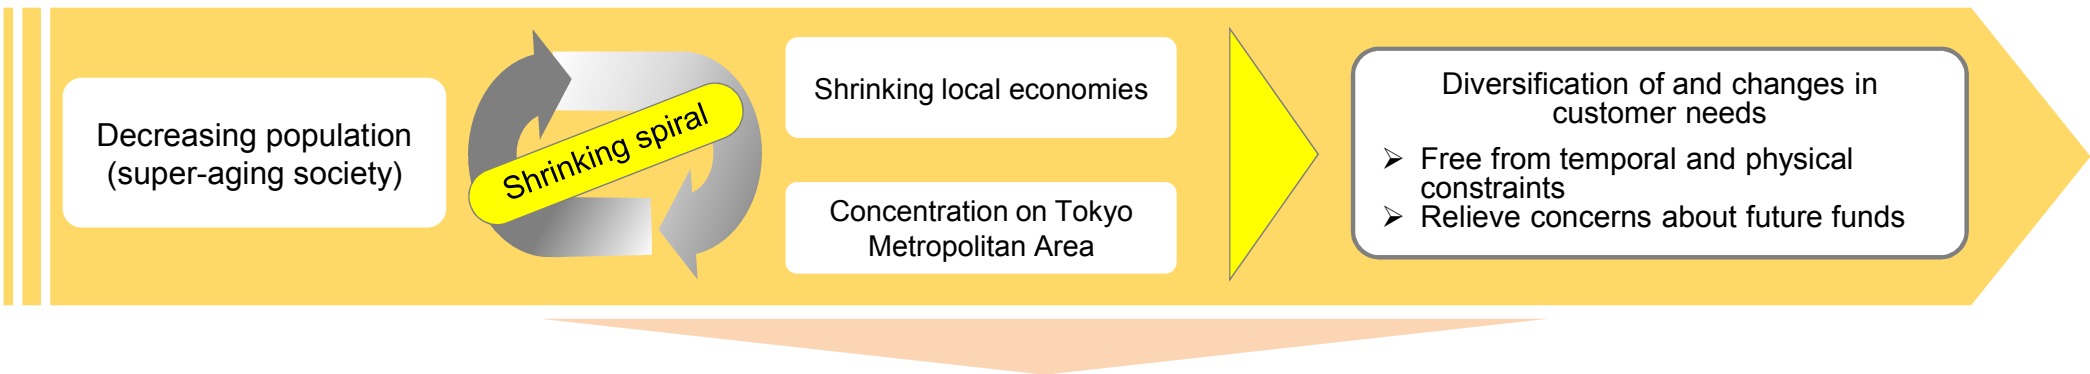 Decreasing population
(super-aging society)
Shrinking spiral
Shrinking local economies
Concentration on Tokyo
Metropolitan Area
Diversification of and changes in
customer needs
➢ Free from temporal and physical
constraints
➢ Relieve concerns about future funds